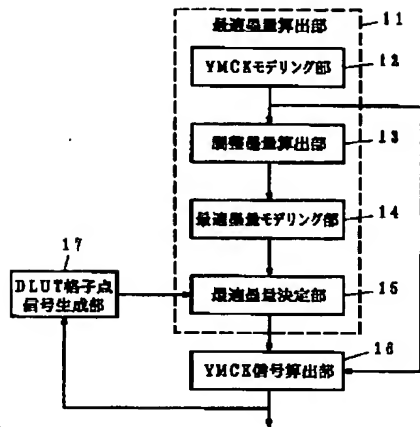 最適墨量算出部
11
YMCKモデリング部
12
調整墨量算出部
13
最適墨量モデリング部
14
17
DLUT格子点
信号生成部
最適墨量決定部
15
YMCK信号算出部
16